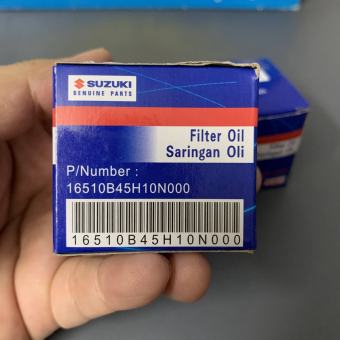 SUZUKI
GENUINE PARTS
Filter Oil
Saringan Oli
P/Number :
16510B45H10N000
16510B45H10N000